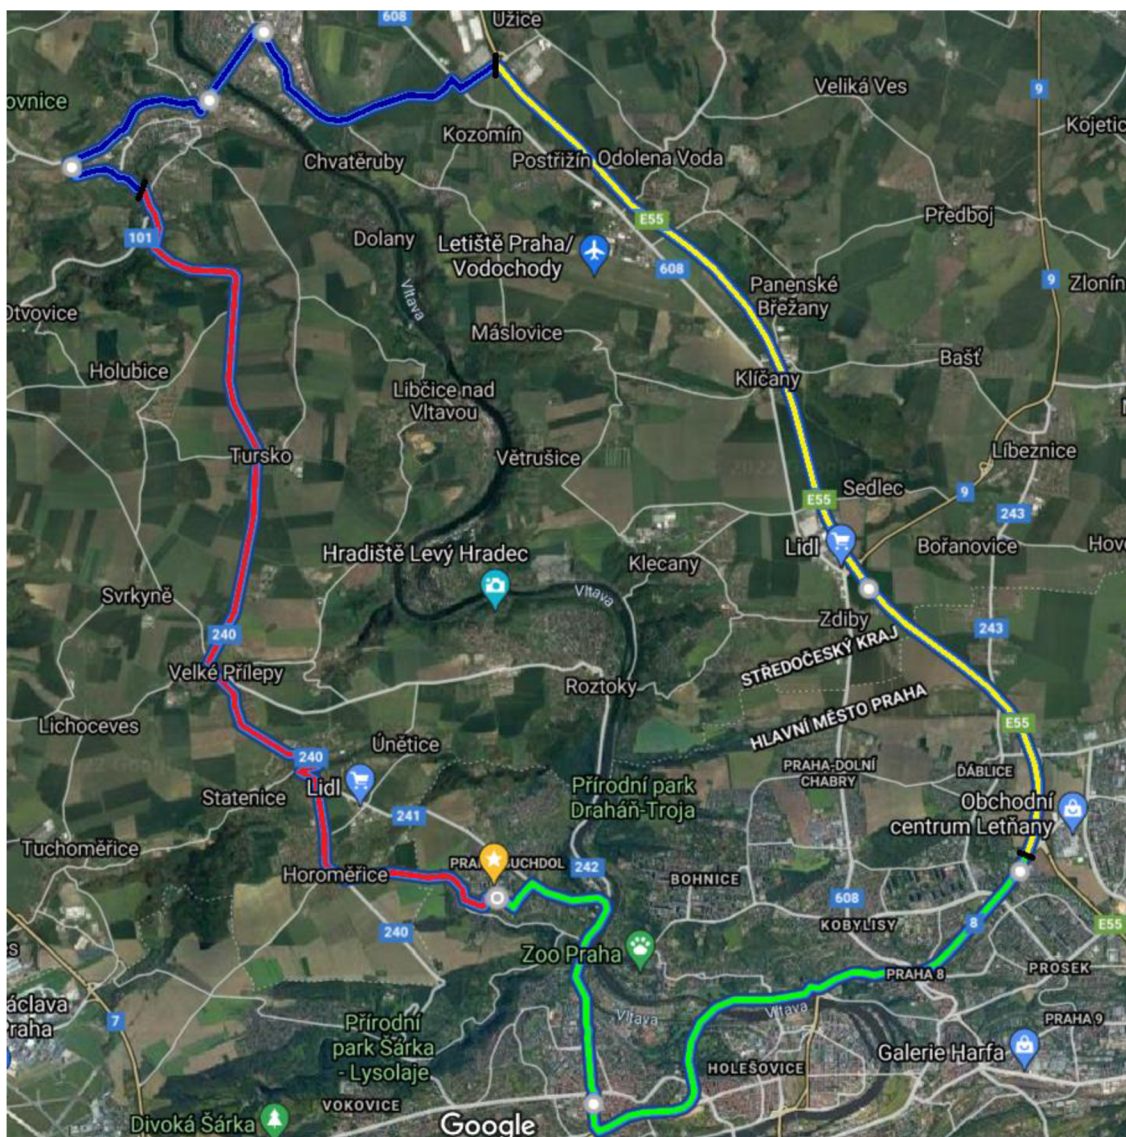 608
Užice
9
Veliká Ves
ovnice
Kojetic
Kozomín
Chvatěruby
Postřižín
Odolena Voda
E55
Předboj
101
Dolany
Letiště Praha/
Vodochody
608
Vltava
Panenské
Břežany
9
Zlonín
Otvovice
Máslovice
Holubice
Bašť
Klíčany
Libčice nad
Vltavou
Tursko
Větrušice
Líbeznice
Sedlec
9
E55
243
Lidl
Bořanovice
Hradiště Levý Hradec
Klecany
Svrkyně
Vltava
Zdiby
240
243
STŘEDOČESKÝ KRAJ
Velké Přílepy
Roztoky
HLAVNÍ MĚSTO PRAHA
Lichoceves
E55
Únětice
240
PRAHA-DOLNÍ
CHABRY
ĎÁBLICE
Lidl
Statenice
Přírodní park
Draháň-Troja
Obchodní
centrum Letňany
241
Tuchoměřice
Horoměřice
242
BOHNICE
608
KOBYLISY
8
E55
240
Zoo Praha
PROSEK
PRAHA 8
7
Přírodní
park Šárka
- Lysolaje
Vltava
Vltava
PRAHA 9
Galerie Harfa
HOLEŠOVICE
VOKOVICE
Divoká Šárka
Google